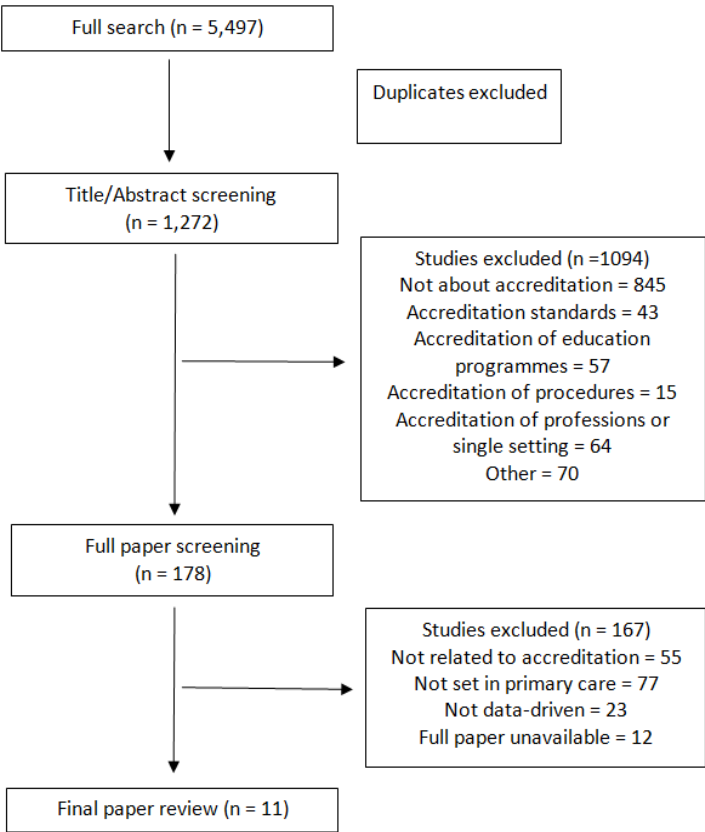 Full search (n = 5,497)
Duplicates excluded
Title/Abstract screening
(n = 1,272)
Studies excluded (n =1094)
Not about accreditation = 845
Accreditation standards = 43
Accreditation of education
programmes = 57
Accreditation of procedures = 15
Accreditation of professions or
single setting = 64
Other = 70
Full paper screening
(n = 178)
Studies excluded (n = 167)
Not related to accreditation = 55
Not set in primary care = 77
Not data-driven = 23
Full paper unavailable = 12
Final paper review (n = 11)